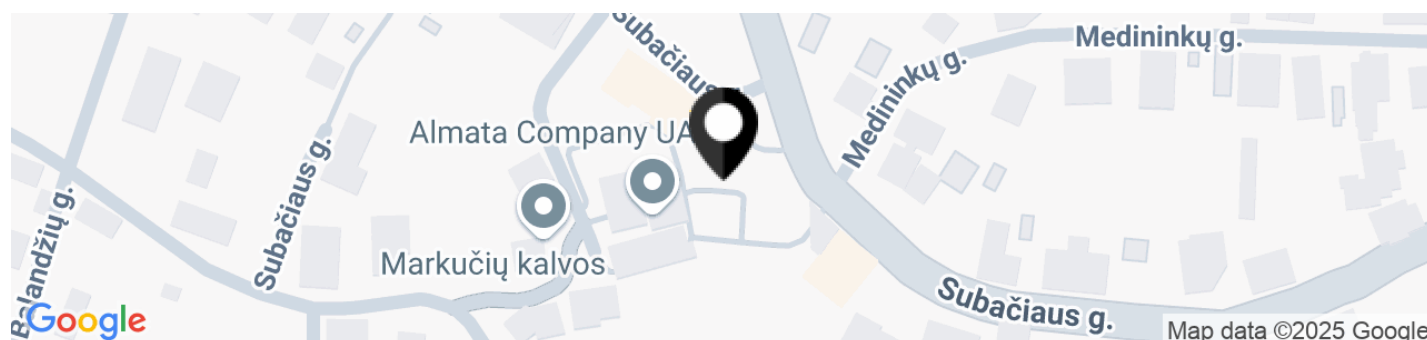 Subačiaus g.
Medininkų g.
Medininkų g.
Almata Company UA
Subačiaus g.
Balandžių g.
Markučių kalvos
Subačiaus g.
Google
Map data ©2025 Google